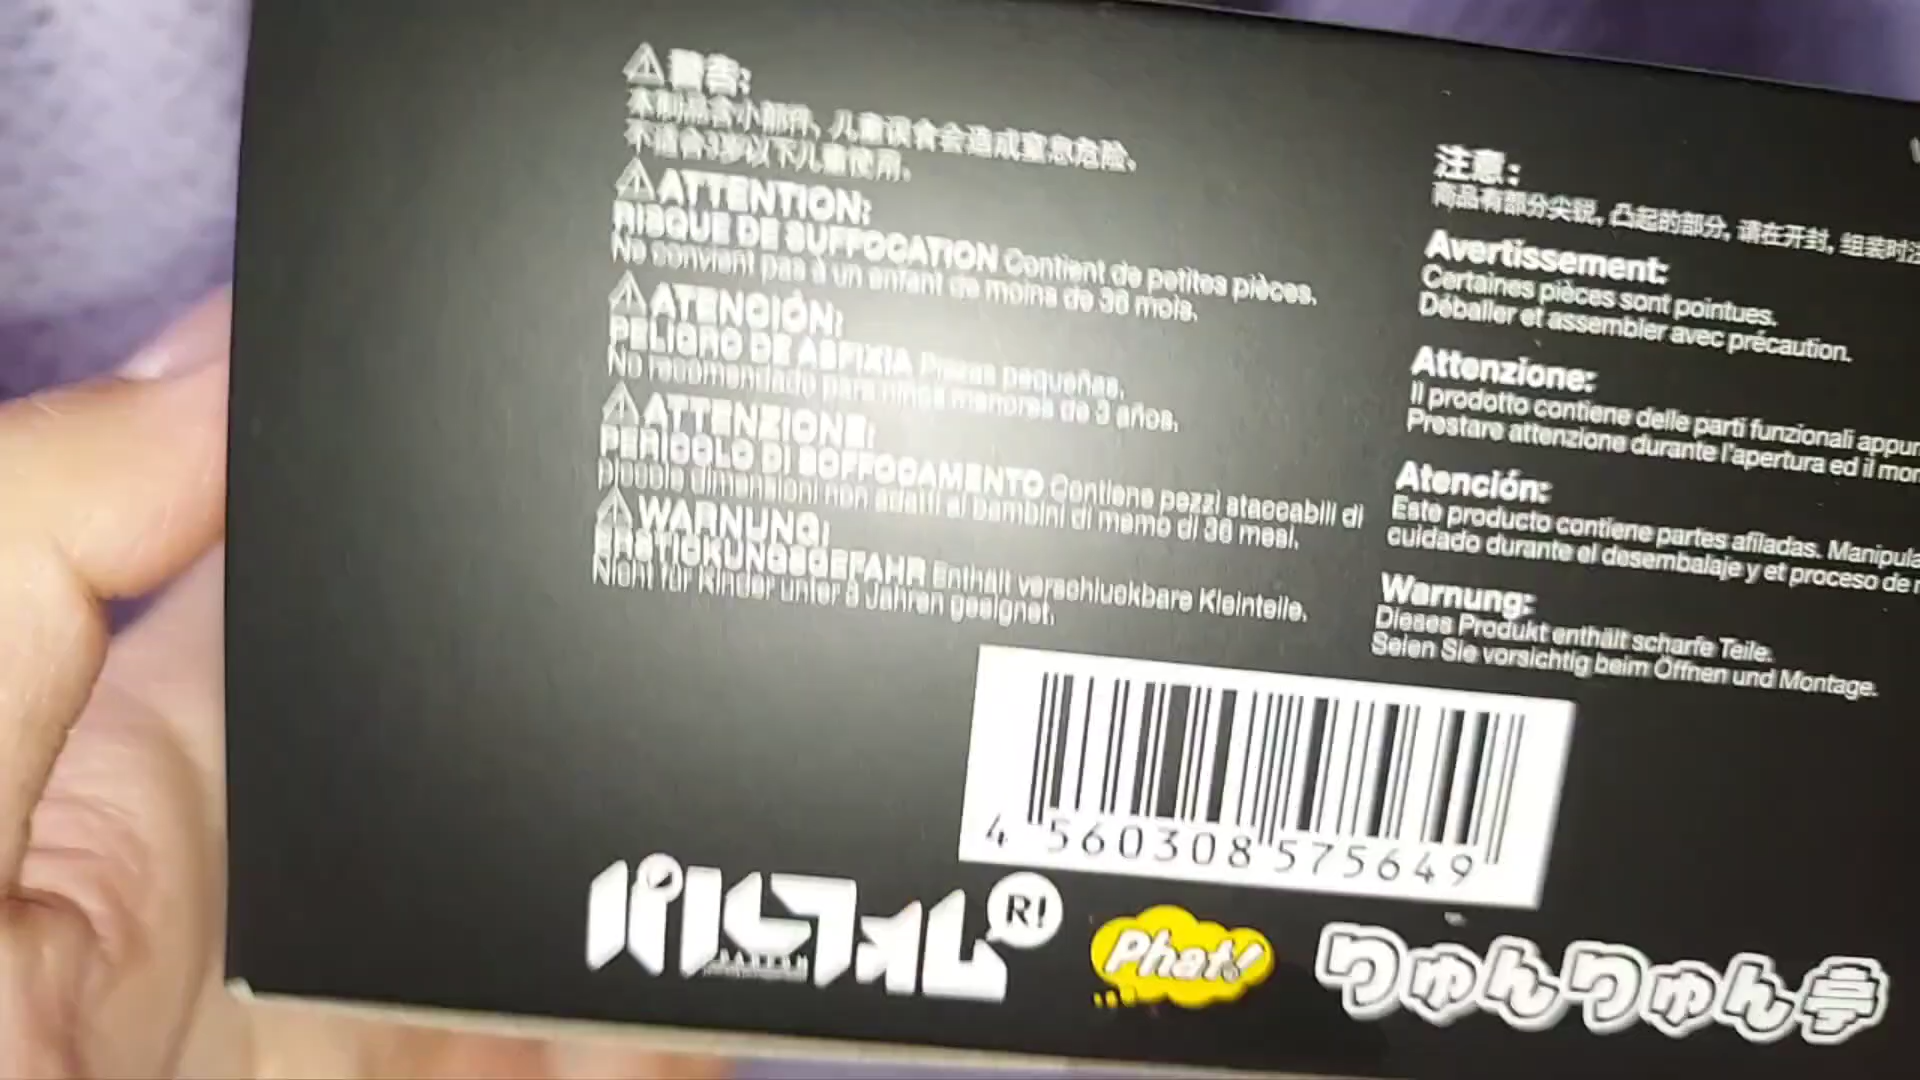 ⚠警告:
本制品含小部件, 儿童误食会造成窒息危险。
不适合3岁以下儿童使用。
⚠ATTENTION:
RISQUE DE SUFFOCATION Contient de petites pièces.
Ne convient pas à un enfant de moins de 36 mois.
⚠ATENCIÓN:
PELIGRO DE ASFIXIA Piezas pequeñas.
No recomendado para niños menores de 3 años.
⚠ATTENZIONE:
PERICOLO DI SOFFOCAMENTO Contiene pezzi staccabili di
piccole dimensioni non adatti ai bambini di meno di 36 mesi.
⚠WARNUNG:
ERSTICKUNGSGEFAHR Enthält verschluckbare Kleinteile.
Nicht für Kinder unter 3 Jahren geeignet.
注意:
商品有部分尖锐, 凸起的部分, 请在开封, 组装时注
Avertissement:
Certaines pièces sont pointues.
Déballer et assembler avec précaution.
Attenzione:
Il prodotto contiene delle parti funzionali appun
Prestare attenzione durante l'apertura ed il mon
Atención:
Este producto contiene partes afiladas. Manipula
cuidado durante el desembalaje y et proceso de
Warnung:
Dieses Produkt enthält scharfe Teile.
Seien Sie vorsichtig beim Öffnen und Montage.
4 560308 575649
パルフォム R!
Phat!
りゅんりゅん亭